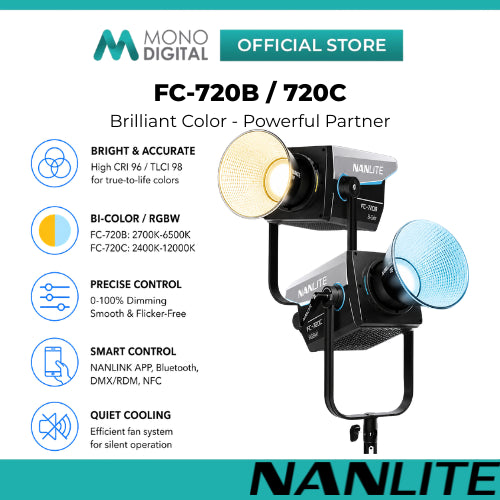 MONO
DIGITAL
OFFICIAL STORE
FC-720B / 720C
Brilliant Color - Powerful Partner
BRIGHT & ACCURATE
High CRI 96 / TLCI 98
for true-to-life colors
BI-COLOR / RGBW
FC-720B: 2700K-6500K
FC-720C: 2400K-12000K
PRECISE CONTROL
0-100% Dimming
Smooth & Flicker-Free
SMART CONTROL
NANLINK APP, Bluetooth,
DMX/RDM, NFC
QUIET COOLING
Efficient fan system
for silent operation
NANLITE
FC-720B
NANLITE
FC-720C
NANLITE